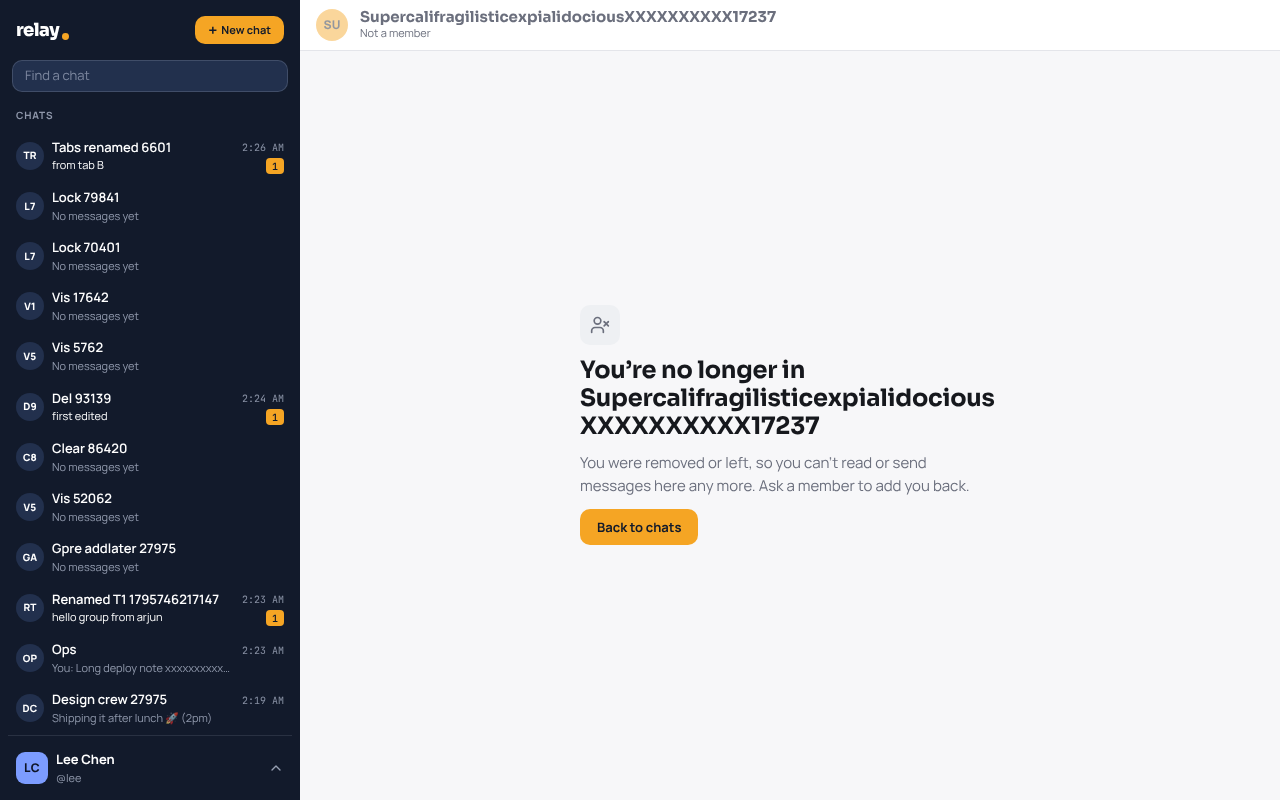 relay.
+ New chat
Find a chat
CHATS
TR
Tabs renamed 6601
2:26 AM
from tab B
1
L7
Lock 79841
No messages yet
L7
Lock 70401
No messages yet
V1
Vis 17642
No messages yet
V5
Vis 5762
No messages yet
D9
Del 93139
2:24 AM
first edited
1
C8
Clear 86420
No messages yet
V5
Vis 52062
No messages yet
GA
Gpre addlater 27975
No messages yet
RT
Renamed T1 1795746217147
2:23 AM
hello group from arjun
1
OP
Ops
2:23 AM
You: Long deploy note xxxxxxxxxx...
DC
Design crew 27975
2:19 AM
Shipping it after lunch 🚀 (2pm)
LC
Lee Chen
@lee
SU
SupercalifragilisticexpialidociousXXXXXXXXXX17237
Not a member
You’re no longer in
Supercalifragilisticexpialidocious
XXXXXXXXXX17237
You were removed or left, so you can’t read or send
messages here any more. Ask a member to add you back.
Back to chats